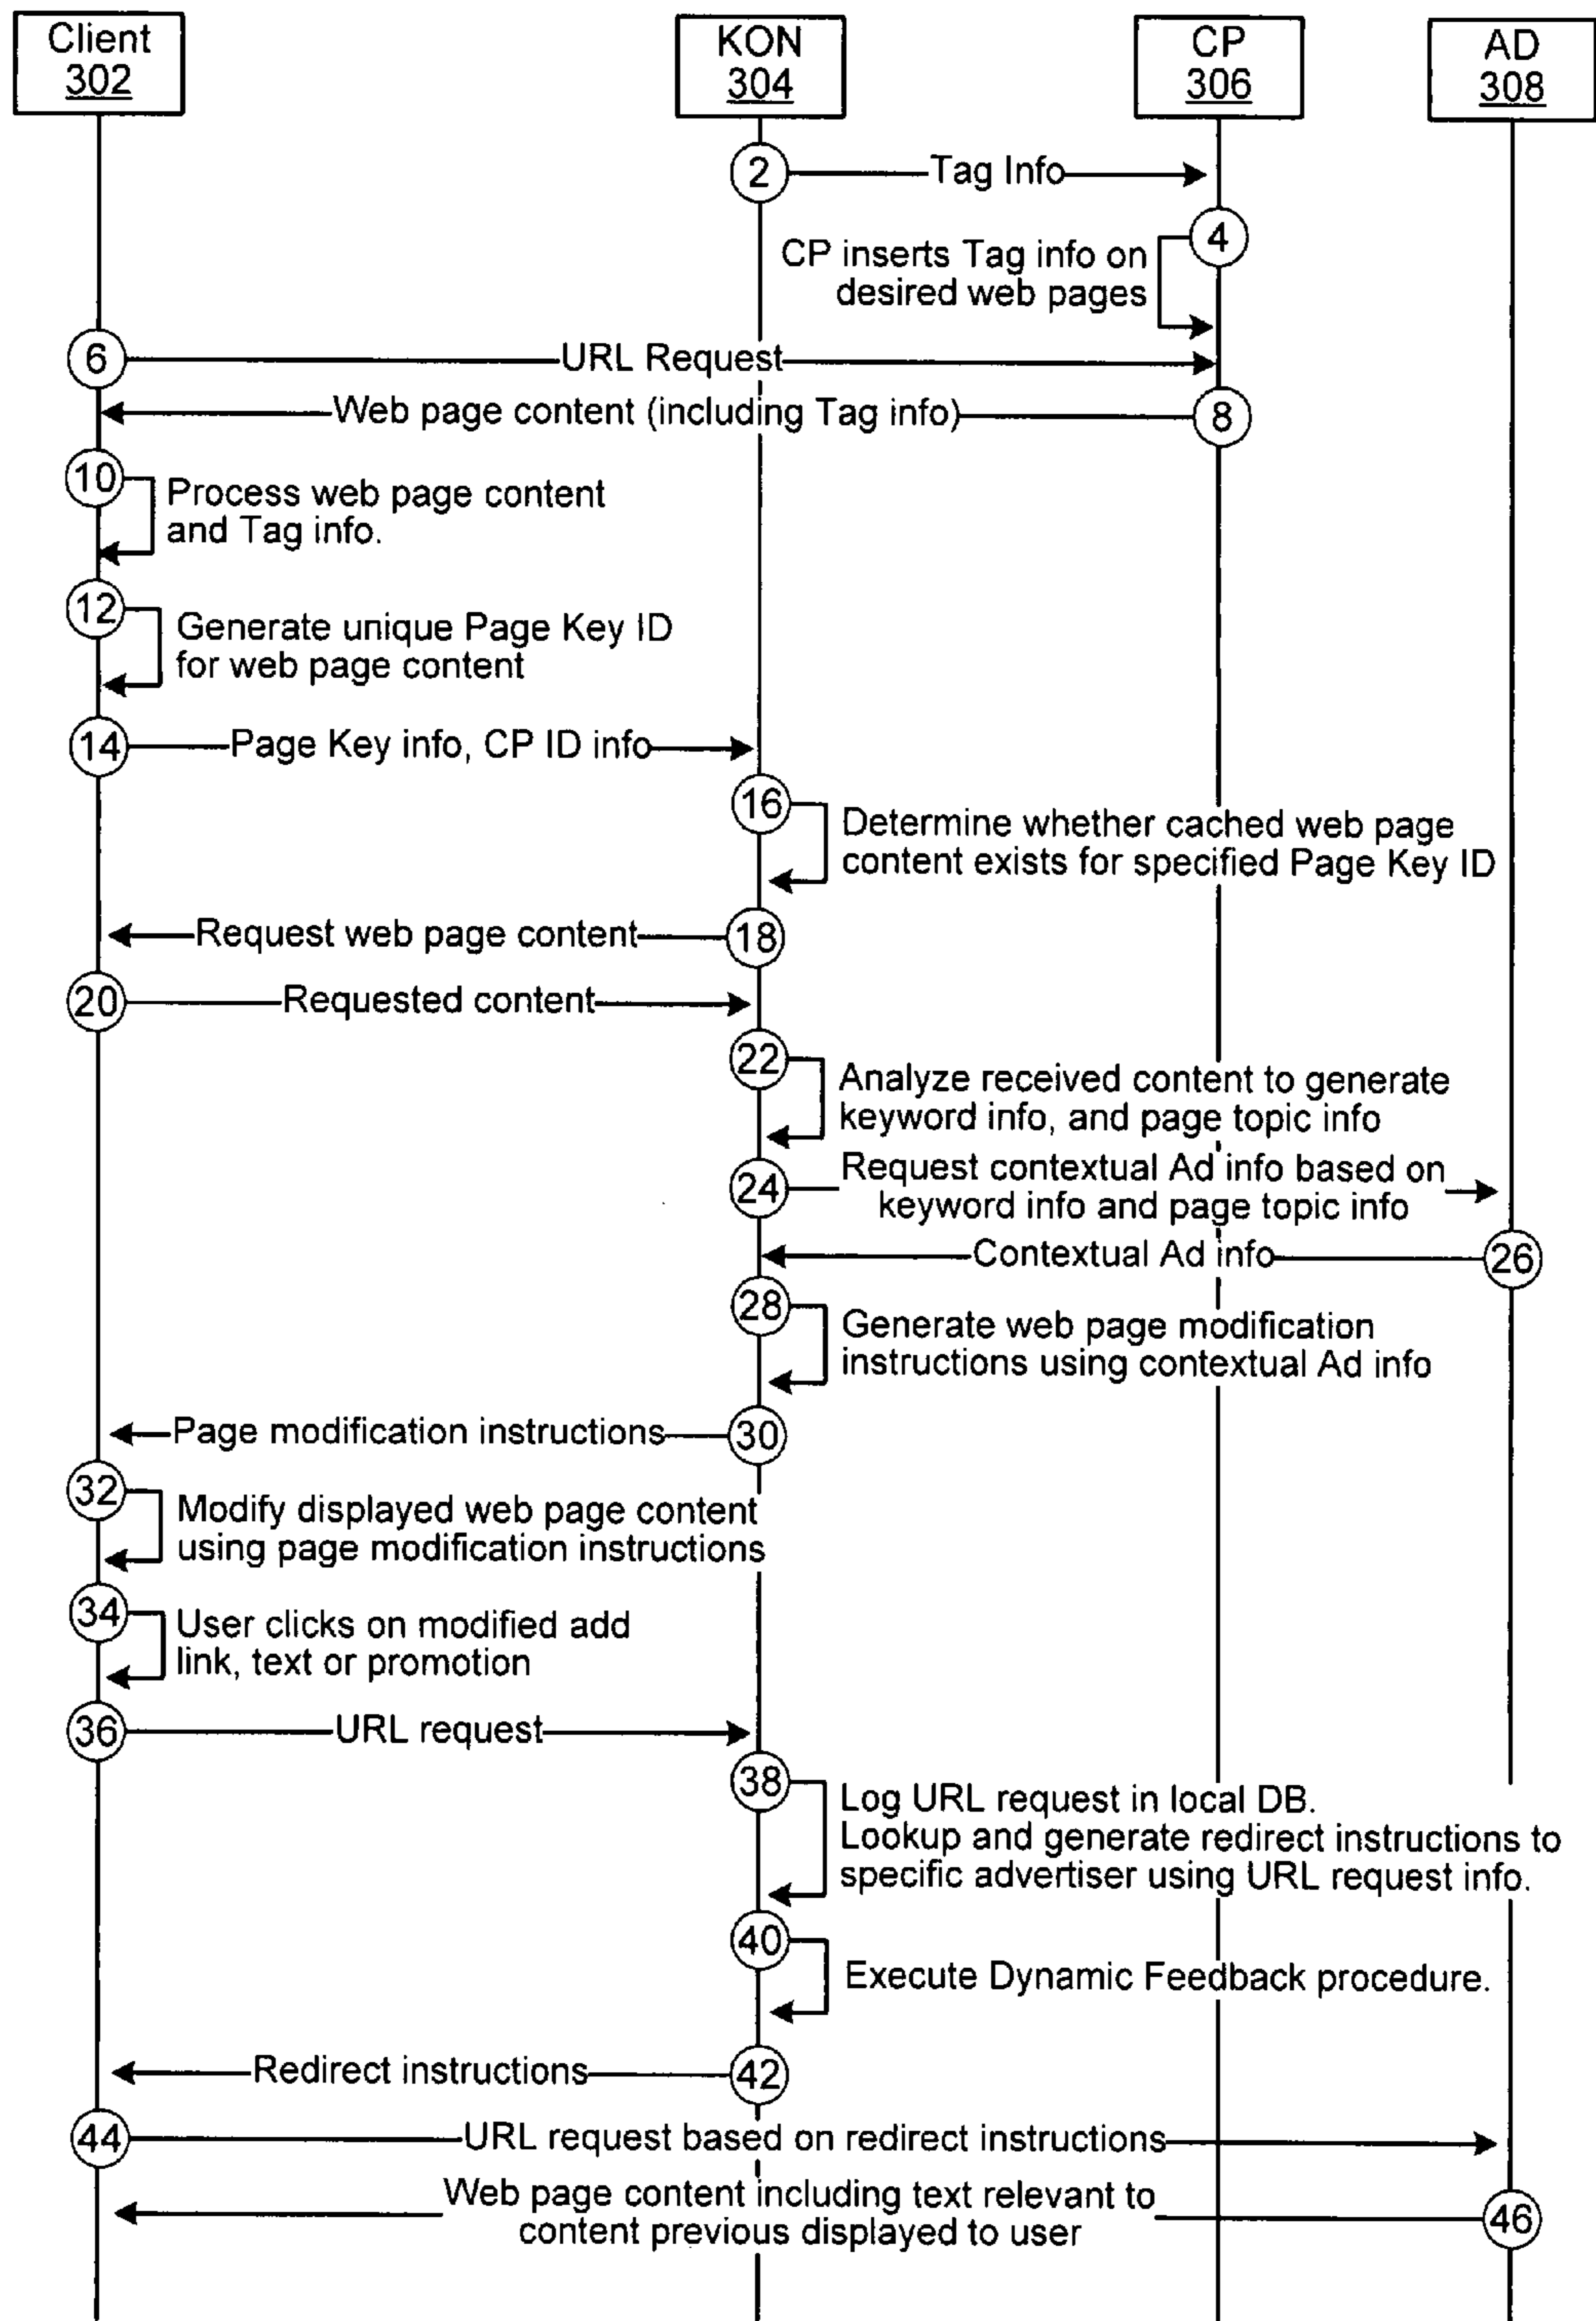 Client
302
KON
304
CP
306
AD
308
2
Tag Info
4
CP inserts Tag info on
desired web pages
6
URL Request
Web page content (including Tag info)
8
10
Process web page content
and Tag info.
12
Generate unique Page Key ID
for web page content
14
Page Key info, CP ID info
16
Determine whether cached web page
content exists for specified Page Key ID
Request web page content
18
20
Requested content
22
Analyze received content to generate
keyword info, and page topic info
24
Request contextual Ad info based on
keyword info and page topic info
Contextual Ad info
26
28
Generate web page modification
instructions using contextual Ad info
Page modification instructions
30
32
Modify displayed web page content
using page modification instructions
34
User clicks on modified add
link, text or promotion
36
URL request
38
Log URL request in local DB.
Lookup and generate redirect instructions to
specific advertiser using URL request info.
40
Execute Dynamic Feedback procedure.
Redirect instructions
42
44
URL request based on redirect instructions
Web page content including text relevant to
content previous displayed to user
46